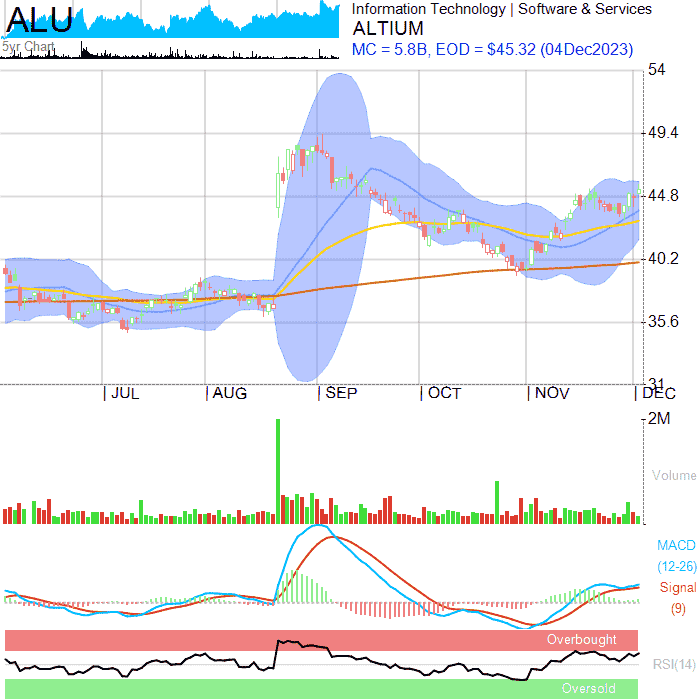 ALU
5yr Chart
Information Technology | Software & Services
ALTIUM
MC = 5.8B, EOD = $45.32 (04Dec2023)
54
49.4
44.8
40.2
35.6
31
JUL
AUG
SEP
OCT
NOV
DEC
2M
Volume
MACD
(12-26)
Signal
(9)
Overbought
RSI(14)
Oversold